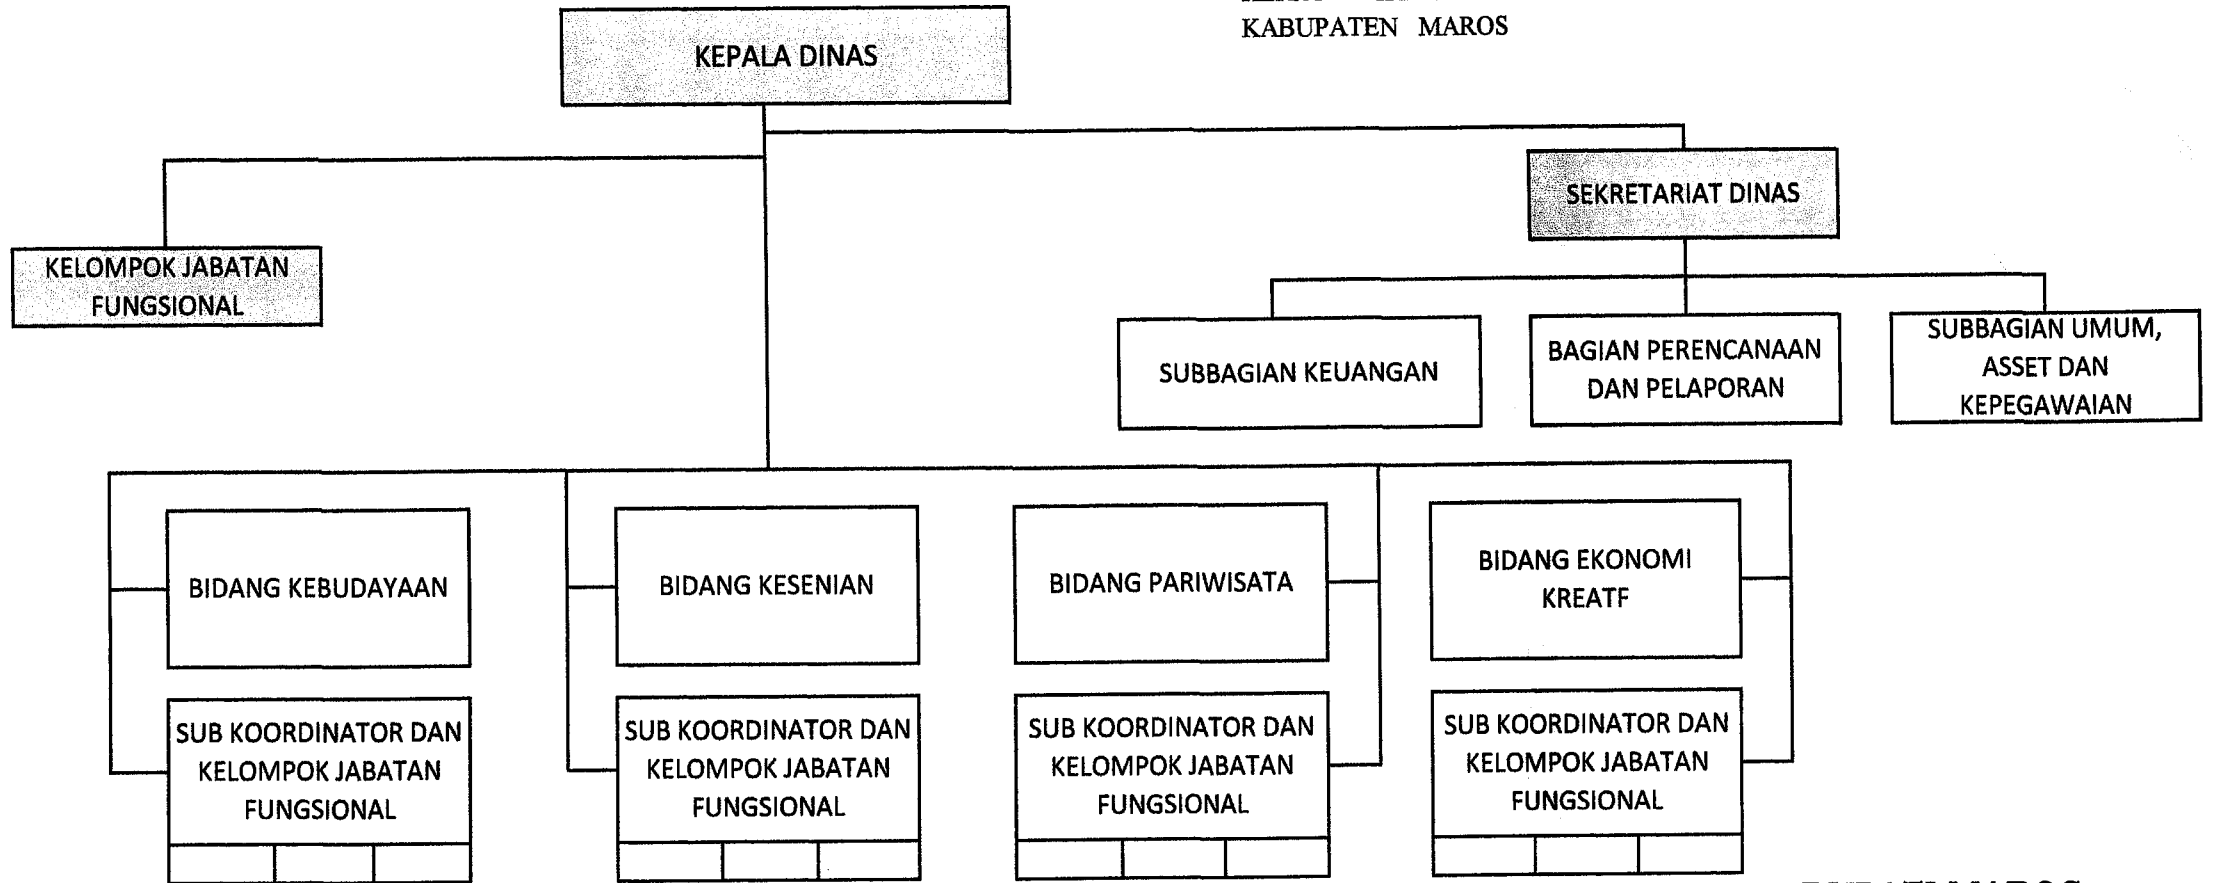 KABUPATEN MAROS
KEPALA DINAS
SEKRETARIAT DINAS
KELOMPOK JABATAN
FUNGSIONAL
SUBBAGIAN KEUANGAN
BAGIAN PERENCANAAN
DAN PELAPORAN
SUBBAGIAN UMUM,
ASSET DAN
KEPEGAWAIAN
BIDANG KEBUDAYAAN
BIDANG KESENIAN
BIDANG PARIWISATA
BIDANG EKONOMI
KREATF
SUB KOORDINATOR DAN
KELOMPOK JABATAN
FUNGSIONAL
SUB KOORDINATOR DAN
KELOMPOK JABATAN
FUNGSIONAL
SUB KOORDINATOR DAN
KELOMPOK JABATAN
FUNGSIONAL
SUB KOORDINATOR DAN
KELOMPOK JABATAN
FUNGSIONAL